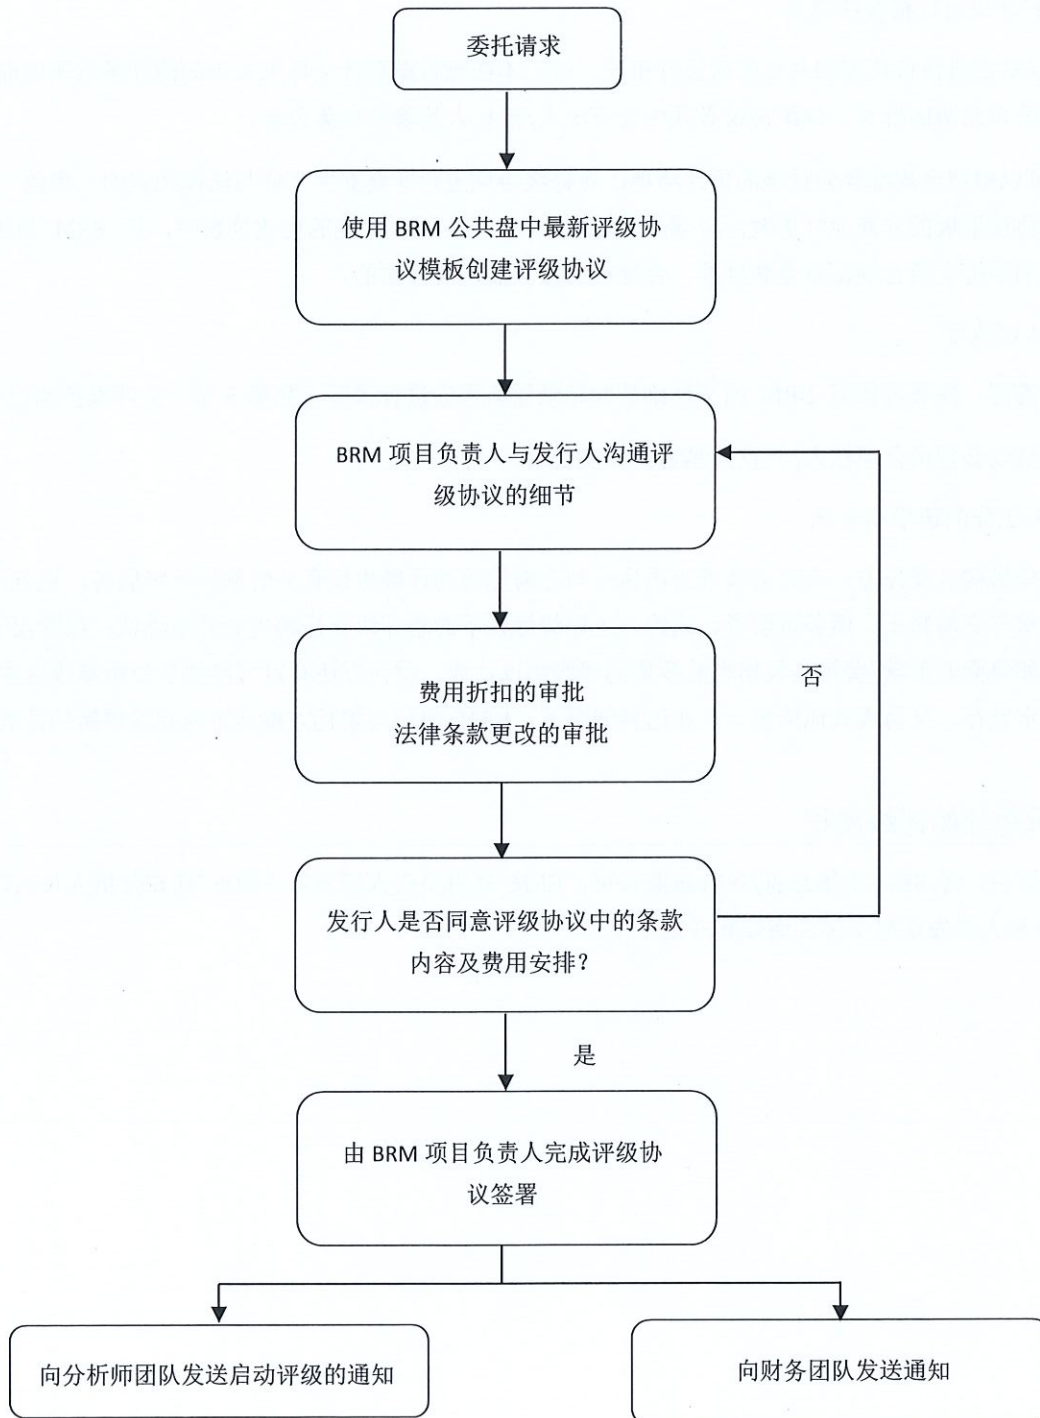 委托请求
使用 BRM 公共盘中最新评级协
议模板创建评级协议
BRM 项目负责人与发行人沟通评
级协议的细节
费用折扣的审批
法律条款更改的审批
否
发行人是否同意评级协议中的条款
内容及费用安排？
是
由 BRM 项目负责人完成评级协
议签署
向分析师团队发送启动评级的通知
向财务团队发送通知